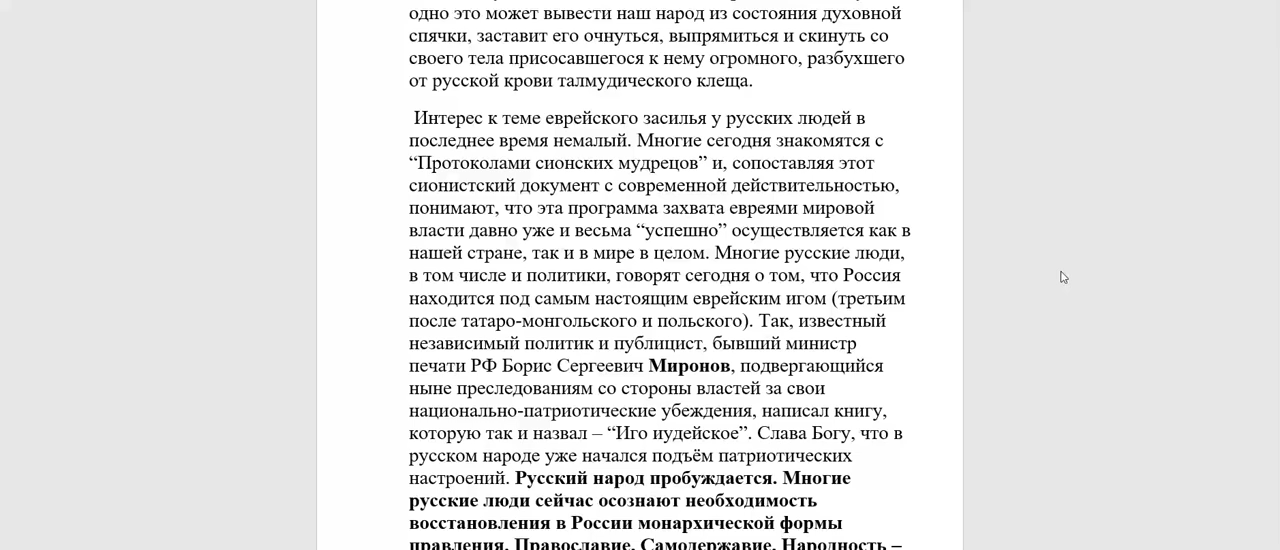 одно это может вывести наш народ из состояния духовной
спячки, заставит его очнуться, выпрямиться и скинуть со
своего тела присосавшегося к нему огромного, разбухшего
от русской крови талмудического клеща.
Интерес к теме еврейского засилья у русских людей в
последнее время немалый. Многие сегодня знакомятся с
“Протоколами сионских мудрецов” и, сопоставляя этот
сионистский документ с современной действительностью,
понимают, что эта программа захвата евреями мировой
власти давно уже и весьма “успешно” осуществляется как в
нашей стране, так и в мире в целом. Многие русские люди,
в том числе и политики, говорят сегодня о том, что Россия
находится под самым настоящим еврейским игом (третьим
после татаро-монгольского и польского). Так, известный
независимый политик и публицист, бывший министр
печати РФ Борис Сергеевич Миронов, подвергающийся
ныне преследованиям со стороны властей за свои
национально-патриотические убеждения, написал книгу,
которую так и назвал – “Иго иудейское”. Слава Богу, что в
русском народе уже начался подъём патриотических
настроений. Русский народ пробуждается. Многие
русские люди сейчас осознают необходимость
восстановления в России монархической формы
правления. Православие, Самодержавие, Народность –